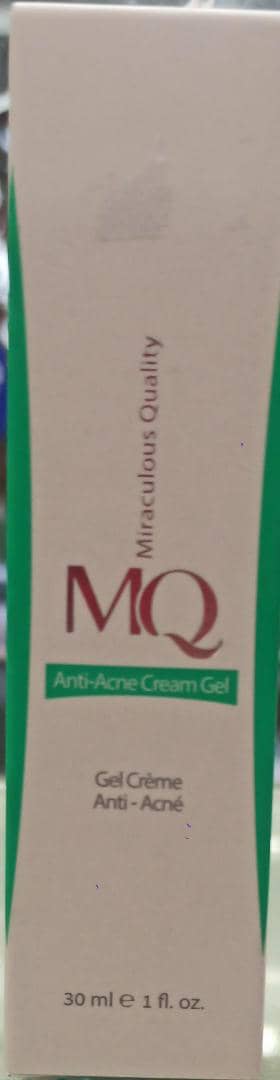 Miraculous Quality
MQ
Anti-Acne Cream Gel
Gel Crème
Anti - Acné
30 ml e 1 fl. oz.